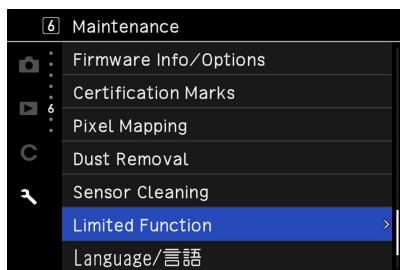 6 Maintenance
Firmware Info/Options
Certification Marks
6
Pixel Mapping
C
Dust Removal
Sensor Cleaning
Limited Function >
Language/言語